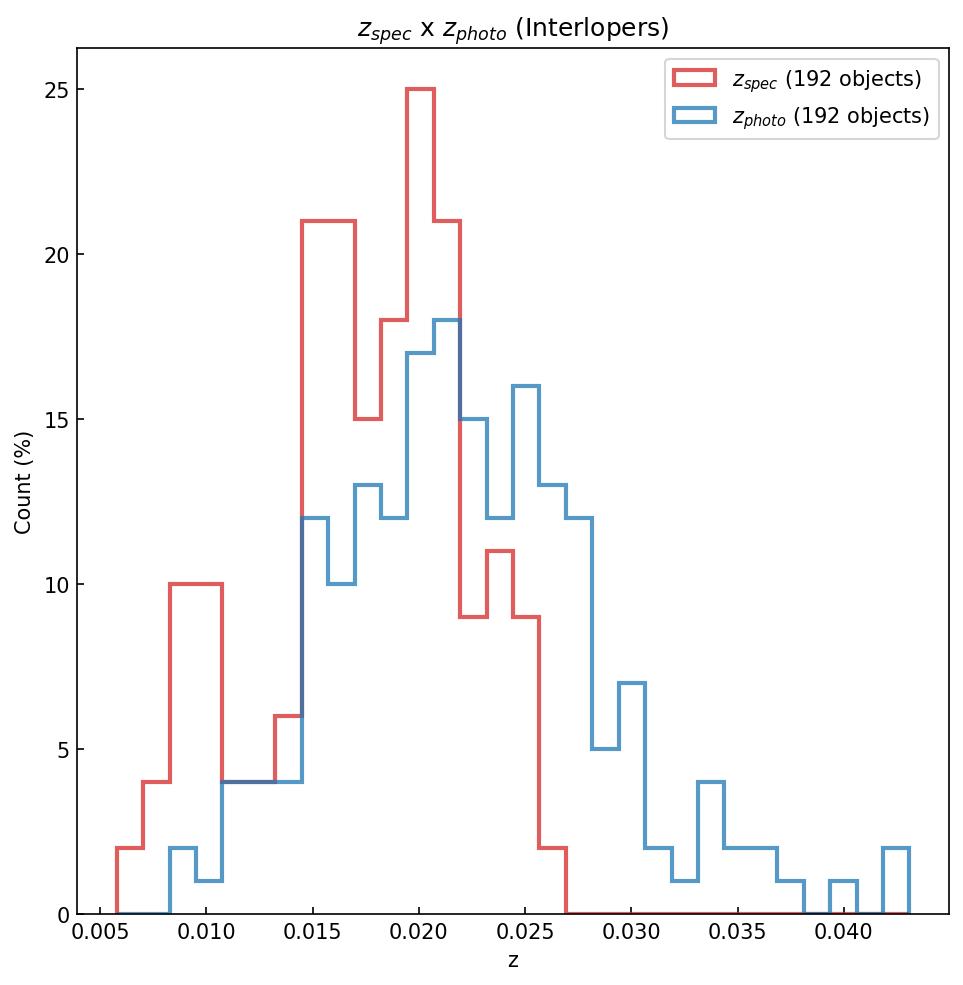 z_spec x z_photo (Interlopers)
z_spec (192 objects)
z_photo (192 objects)
Count (%)
25
20
15
10
5
0
0.005 0.010 0.015 0.020 0.025 0.030 0.035 0.040
z